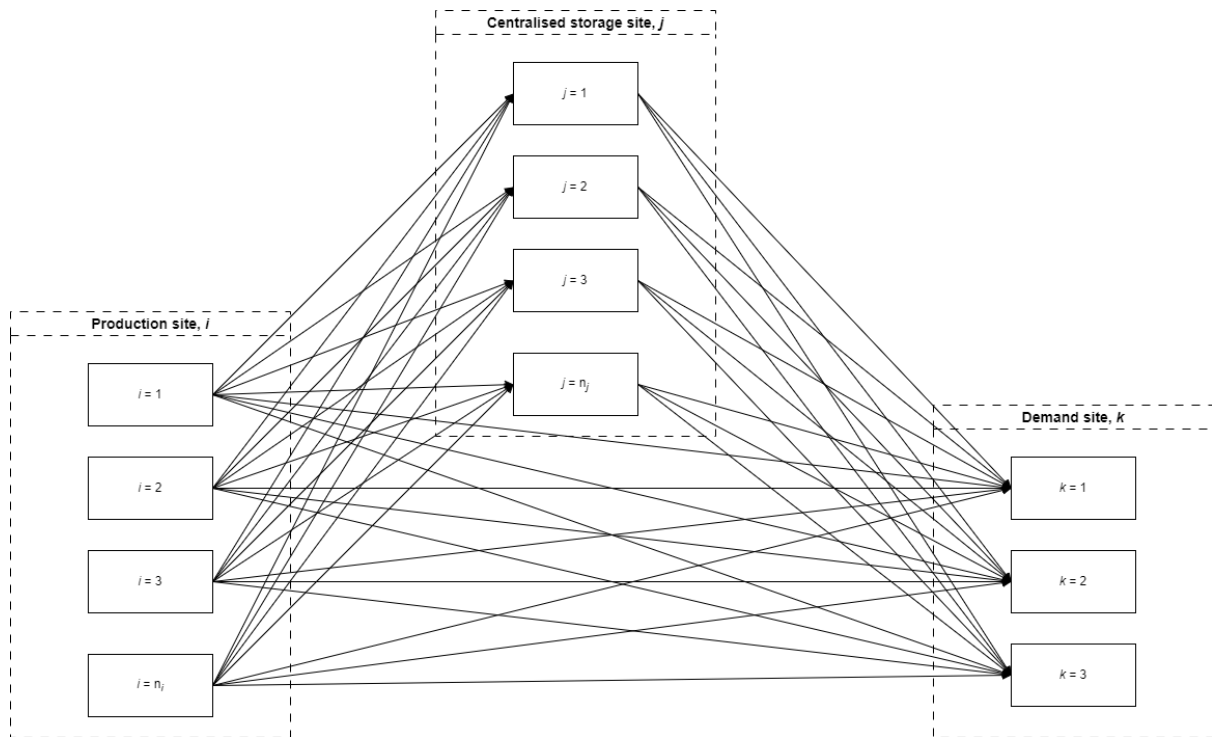 Centralised storage site, j
j = 1
j = 2
j = 3
j = nj
Production site, i
i = 1
i = 2
i = 3
i = ni
Demand site, k
k = 1
k = 2
k = 3